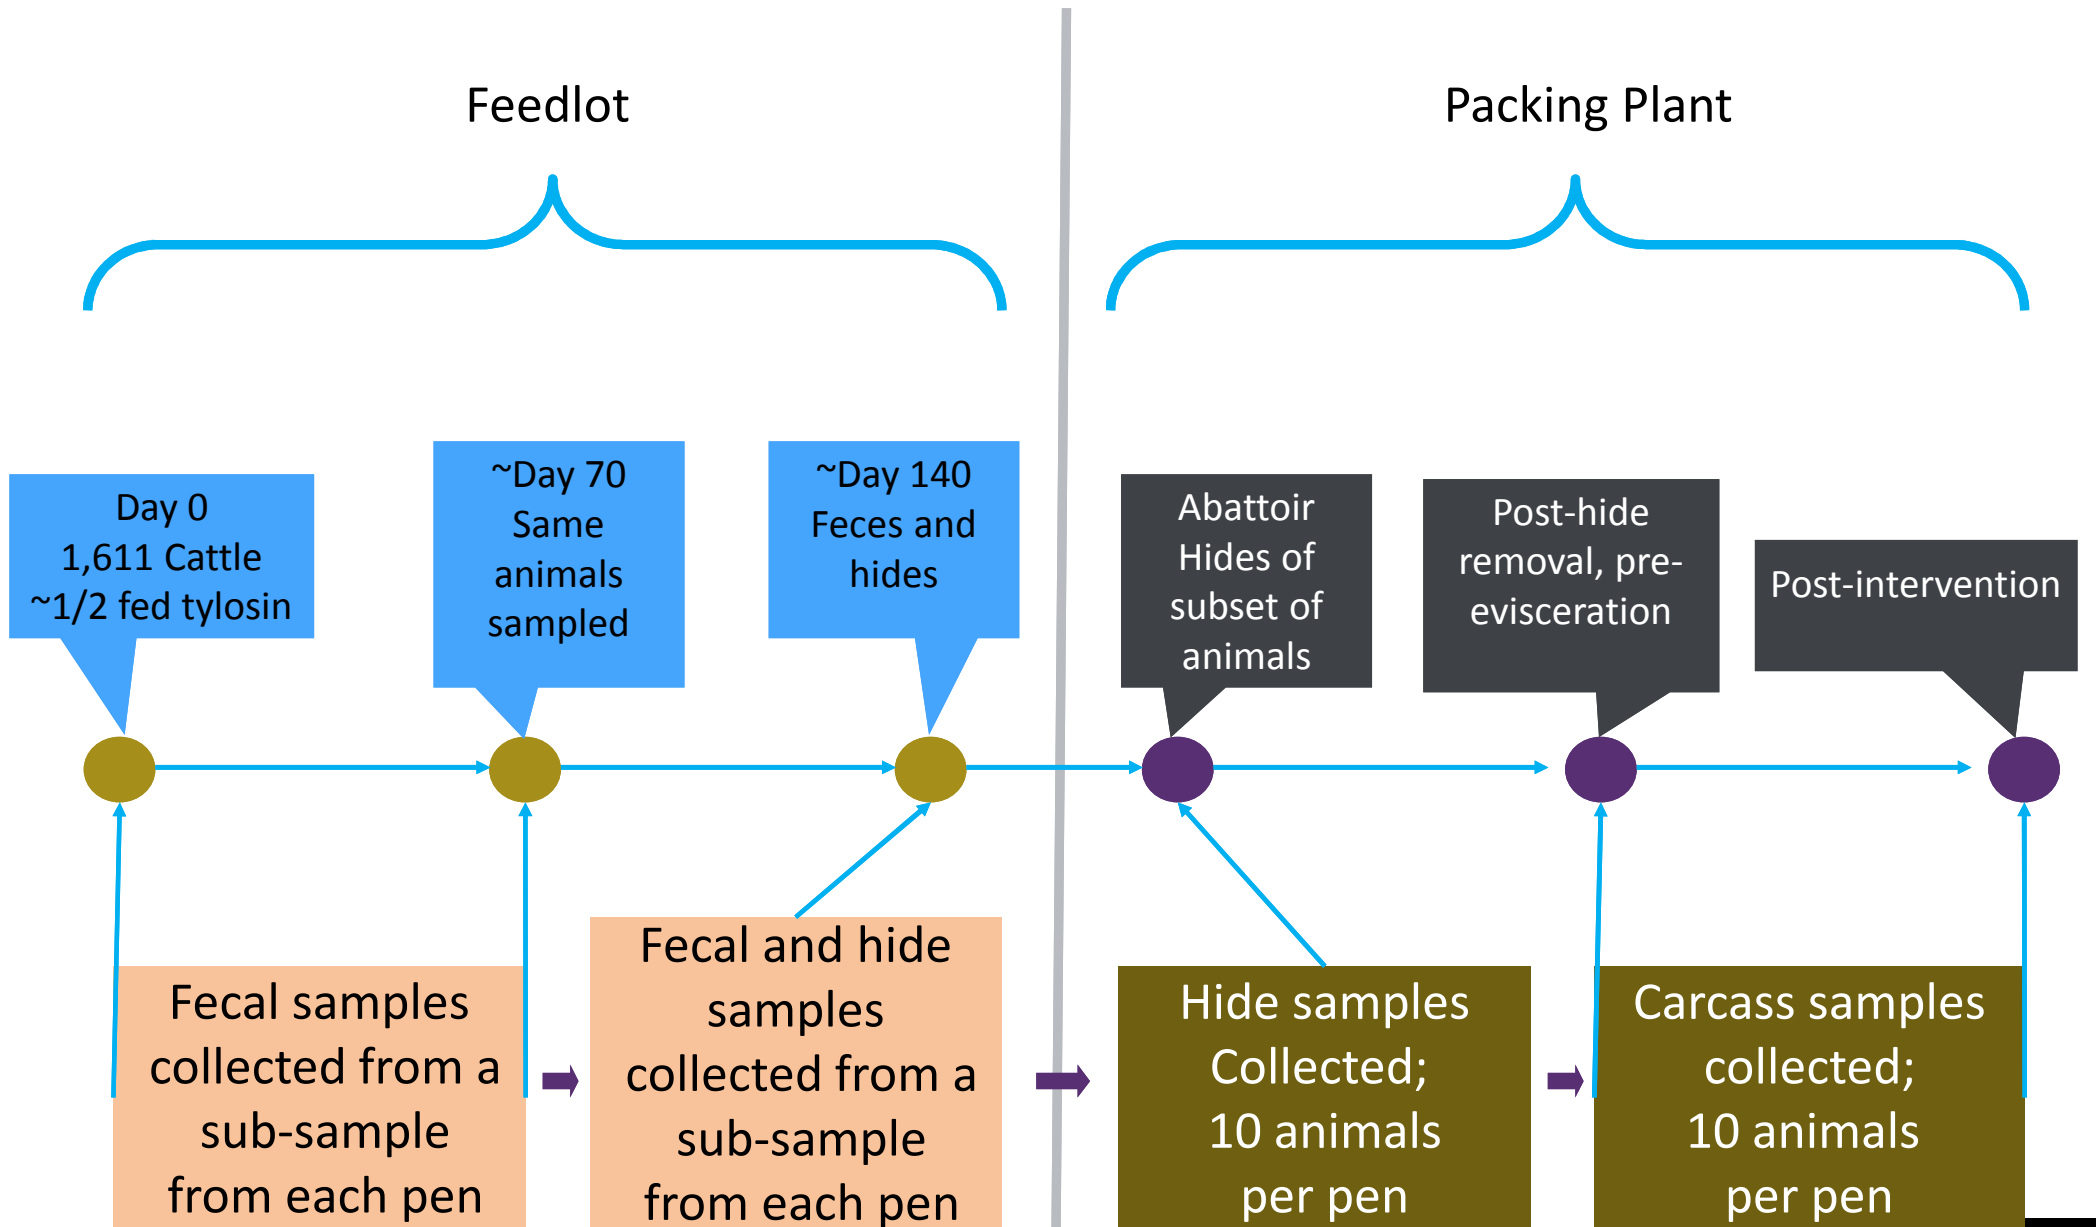 Feedlot
Packing Plant
Day 0
1,611 Cattle
~1/2 fed tylosin
~Day 70
Same
animals
sampled
~Day 140
Feces and
hides
Abattoir
Hides of
subset of
animals
Post-hide
removal, pre-
evisceration
Post-intervention
Fecal samples
collected from a
sub-sample
from each pen
Fecal and hide
samples
collected from a
sub-sample
from each pen
Hide samples
Collected;
10 animals
per pen
Carcass samples
collected;
10 animals
per pen